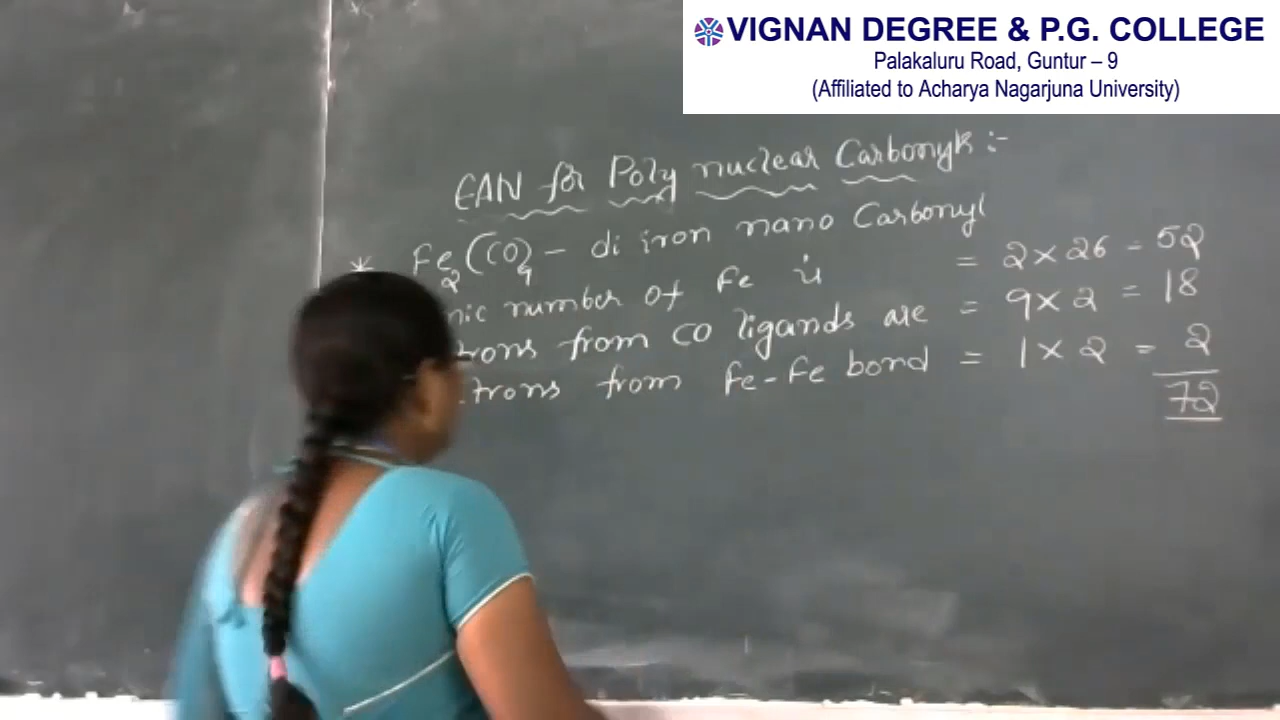 VIGNAN DEGREE & P.G. COLLEGE
Palakaluru Road, Guntur – 9
(Affiliated to Acharya Nagarjuna University)
EAN for Poly nuclear Carbonyls :-
* Fe2(CO)9 – di iron nano Carbonyl
nic number of Fe is = 2 × 26 = 52
trons from CO ligands are = 9 × 2 = 18
trons from Fe-Fe bond = 1 × 2 = 2
72